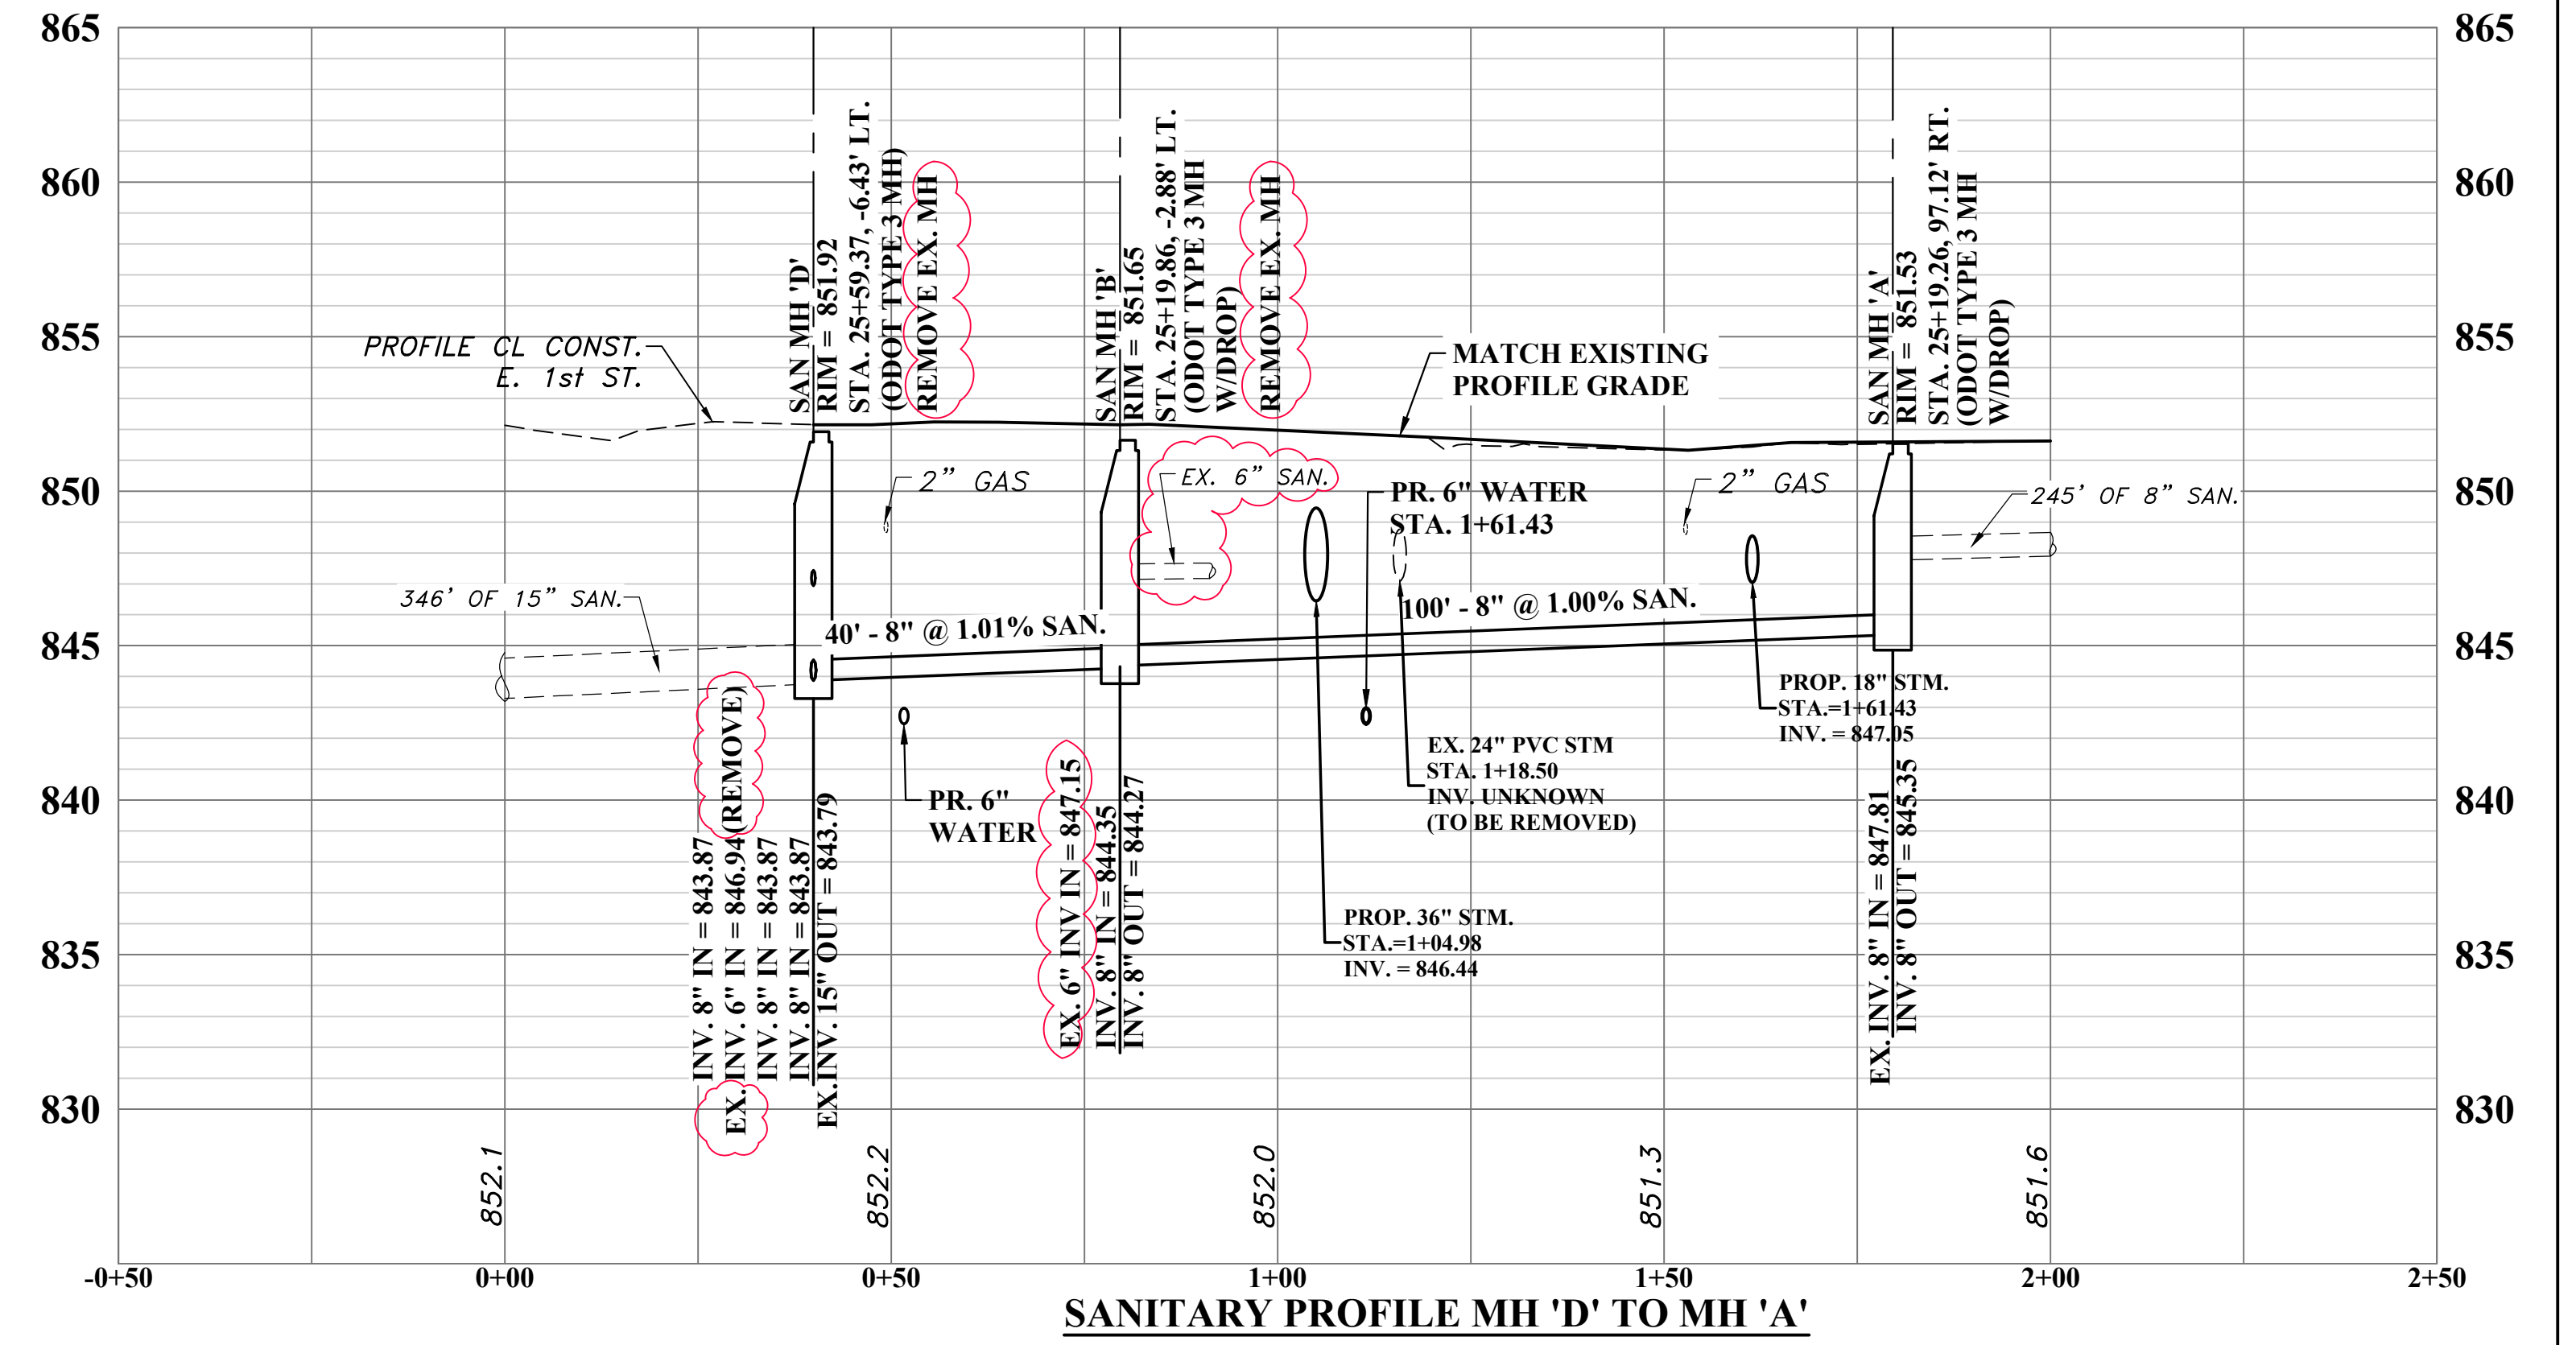 865
860
855
850
845
840
835
830
865
860
855
850
845
840
835
830
SAN MH 'D'
RIM = 851.92
STA. 25+59.37, -6.43' LT.
(ODOT TYPE 3 MH)
REMOVE EX. MH
SAN MH 'B'
RIM = 851.65
STA. 25+19.86, -2.88' LT.
(ODOT TYPE 3 MH
W/DROP)
REMOVE EX. MH
SAN MH 'A'
RIM = 851.53
STA. 25+19.26, 97.12' RT.
(ODOT TYPE 3 MH
W/DROP)
PROFILE CL CONST.
E. 1st ST.
MATCH EXISTING
PROFILE GRADE
2" GAS
EX. 6" SAN.
PR. 6" WATER
STA. 1+61.43
2" GAS
245' OF 8" SAN.
346' OF 15" SAN.
40' - 8" @ 1.01% SAN.
100' - 8" @ 1.00% SAN.
PROP. 18" STM.
STA.=1+61.43
INV. = 847.05
EX. 24" PVC STM
STA. 1+18.50
INV. UNKNOWN
(TO BE REMOVED)
PR. 6"
WATER
PROP. 36" STM.
STA.=1+04.98
INV. = 846.44
INV. 8" IN = 843.87
EX. INV. 6" IN = 846.94(REMOVE)
INV. 8" IN = 843.87
INV. 8" IN = 843.87
EX.INV. 15" OUT = 843.79
EX. 6" INV IN = 847.15
INV. 8" IN = 844.35
INV. 8" OUT = 844.27
EX. INV. 8" IN = 847.81
INV. 8" OUT = 845.35
852.1
852.2
852.0
851.3
851.6
-0+50
0+00
0+50
1+00
1+50
2+00
2+50
SANITARY PROFILE MH 'D' TO MH 'A'